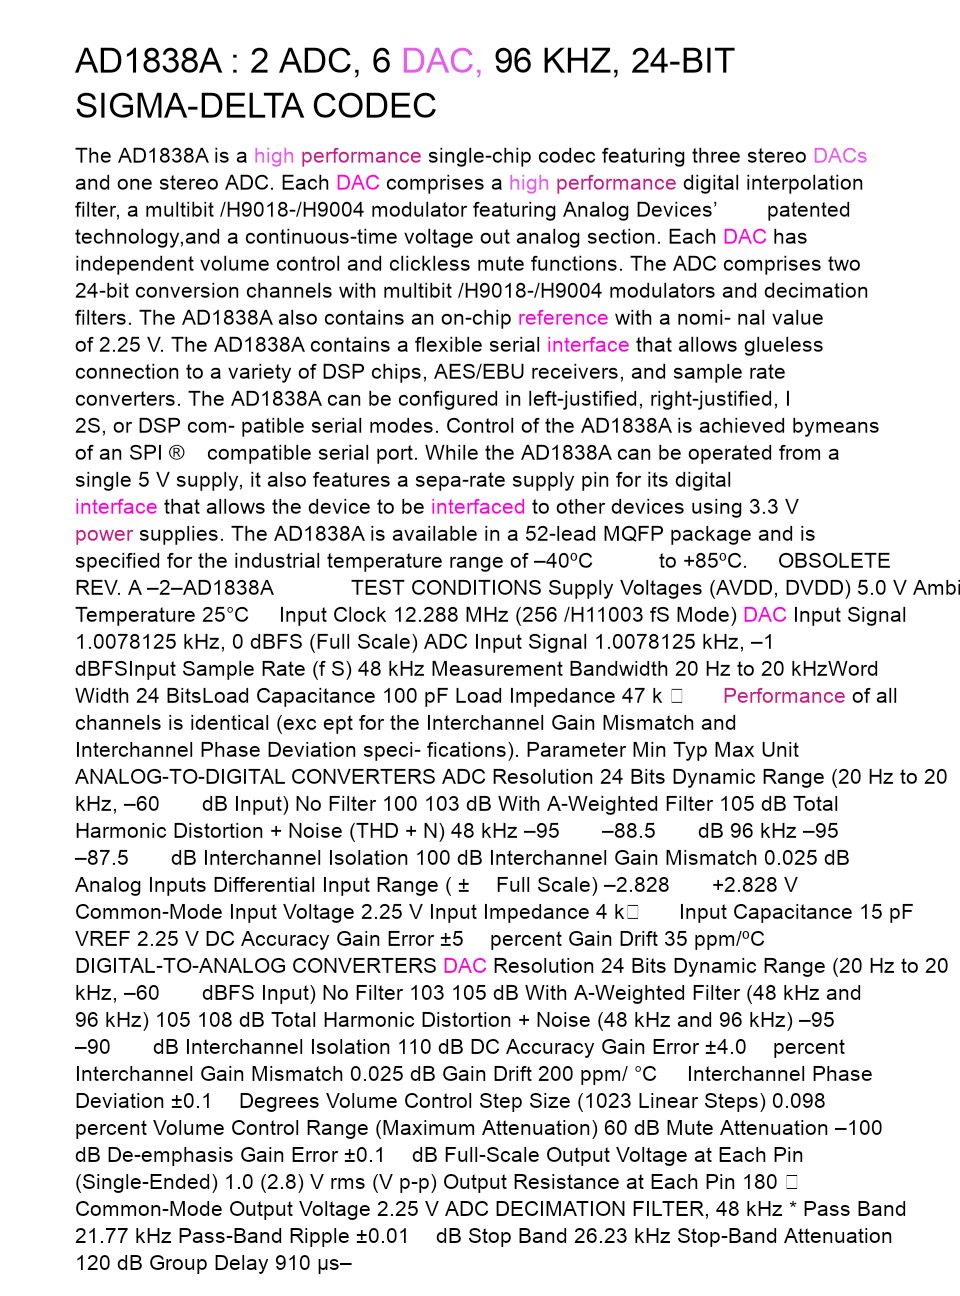 AD1838A : 2 ADC, 6 DAC, 96 KHZ, 24-BIT
SIGMA-DELTA CODEC
The AD1838A is a high performance single-chip codec featuring three stereo DACs
and one stereo ADC. Each DAC comprises a high performance digital interpolation
filter, a multibit /H9018-/H9004 modulator featuring Analog Devices’ patented
technology,and a continuous-time voltage out analog section. Each DAC has
independent volume control and clickless mute functions. The ADC comprises two
24-bit conversion channels with multibit /H9018-/H9004 modulators and decimation
filters. The AD1838A also contains an on-chip reference with a nomi- nal value
of 2.25 V. The AD1838A contains a flexible serial interface that allows glueless
connection to a variety of DSP chips, AES/EBU receivers, and sample rate
converters. The AD1838A can be configured in left-justified, right-justified, I
2S, or DSP com- patible serial modes. Control of the AD1838A is achieved bymeans
of an SPI ® compatible serial port. While the AD1838A can be operated from a
single 5 V supply, it also features a sepa-rate supply pin for its digital
interface that allows the device to be interfaced to other devices using 3.3 V
power supplies. The AD1838A is available in a 52-lead MQFP package and is
specified for the industrial temperature range of –40ºC to +85ºC. OBSOLETE
REV. A –2–AD1838A TEST CONDITIONS Supply Voltages (AVDD, DVDD) 5.0 V Ambi
Temperature 25°C Input Clock 12.288 MHz (256 /H11003 fS Mode) DAC Input Signal
1.0078125 kHz, 0 dBFS (Full Scale) ADC Input Signal 1.0078125 kHz, –1
dBFSInput Sample Rate (f S) 48 kHz Measurement Bandwidth 20 Hz to 20 kHzWord
Width 24 BitsLoad Capacitance 100 pF Load Impedance 47 k  Performance of all
channels is identical (exc ept for the Interchannel Gain Mismatch and
Interchannel Phase Deviation speci- fications). Parameter Min Typ Max Unit
ANALOG-TO-DIGITAL CONVERTERS ADC Resolution 24 Bits Dynamic Range (20 Hz to 20
kHz, –60 dB Input) No Filter 100 103 dB With A-Weighted Filter 105 dB Total
Harmonic Distortion + Noise (THD + N) 48 kHz –95 –88.5 dB 96 kHz –95
–87.5 dB Interchannel Isolation 100 dB Interchannel Gain Mismatch 0.025 dB
Analog Inputs Differential Input Range ( ± Full Scale) –2.828 +2.828 V
Common-Mode Input Voltage 2.25 V Input Impedance 4 k Input Capacitance 15 pF
VREF 2.25 V DC Accuracy Gain Error ±5 percent Gain Drift 35 ppm/ºC
DIGITAL-TO-ANALOG CONVERTERS DAC Resolution 24 Bits Dynamic Range (20 Hz to 20
kHz, –60 dBFS Input) No Filter 103 105 dB With A-Weighted Filter (48 kHz and
96 kHz) 105 108 dB Total Harmonic Distortion + Noise (48 kHz and 96 kHz) –95
–90 dB Interchannel Isolation 110 dB DC Accuracy Gain Error ±4.0 percent
Interchannel Gain Mismatch 0.025 dB Gain Drift 200 ppm/ °C Interchannel Phase
Deviation ±0.1 Degrees Volume Control Step Size (1023 Linear Steps) 0.098
percent Volume Control Range (Maximum Attenuation) 60 dB Mute Attenuation –100
dB De-emphasis Gain Error ±0.1 dB Full-Scale Output Voltage at Each Pin
(Single-Ended) 1.0 (2.8) V rms (V p-p) Output Resistance at Each Pin 180 
Common-Mode Output Voltage 2.25 V ADC DECIMATION FILTER, 48 kHz * Pass Band
21.77 kHz Pass-Band Ripple ±0.01 dB Stop Band 26.23 kHz Stop-Band Attenuation
120 dB Group Delay 910 μs–